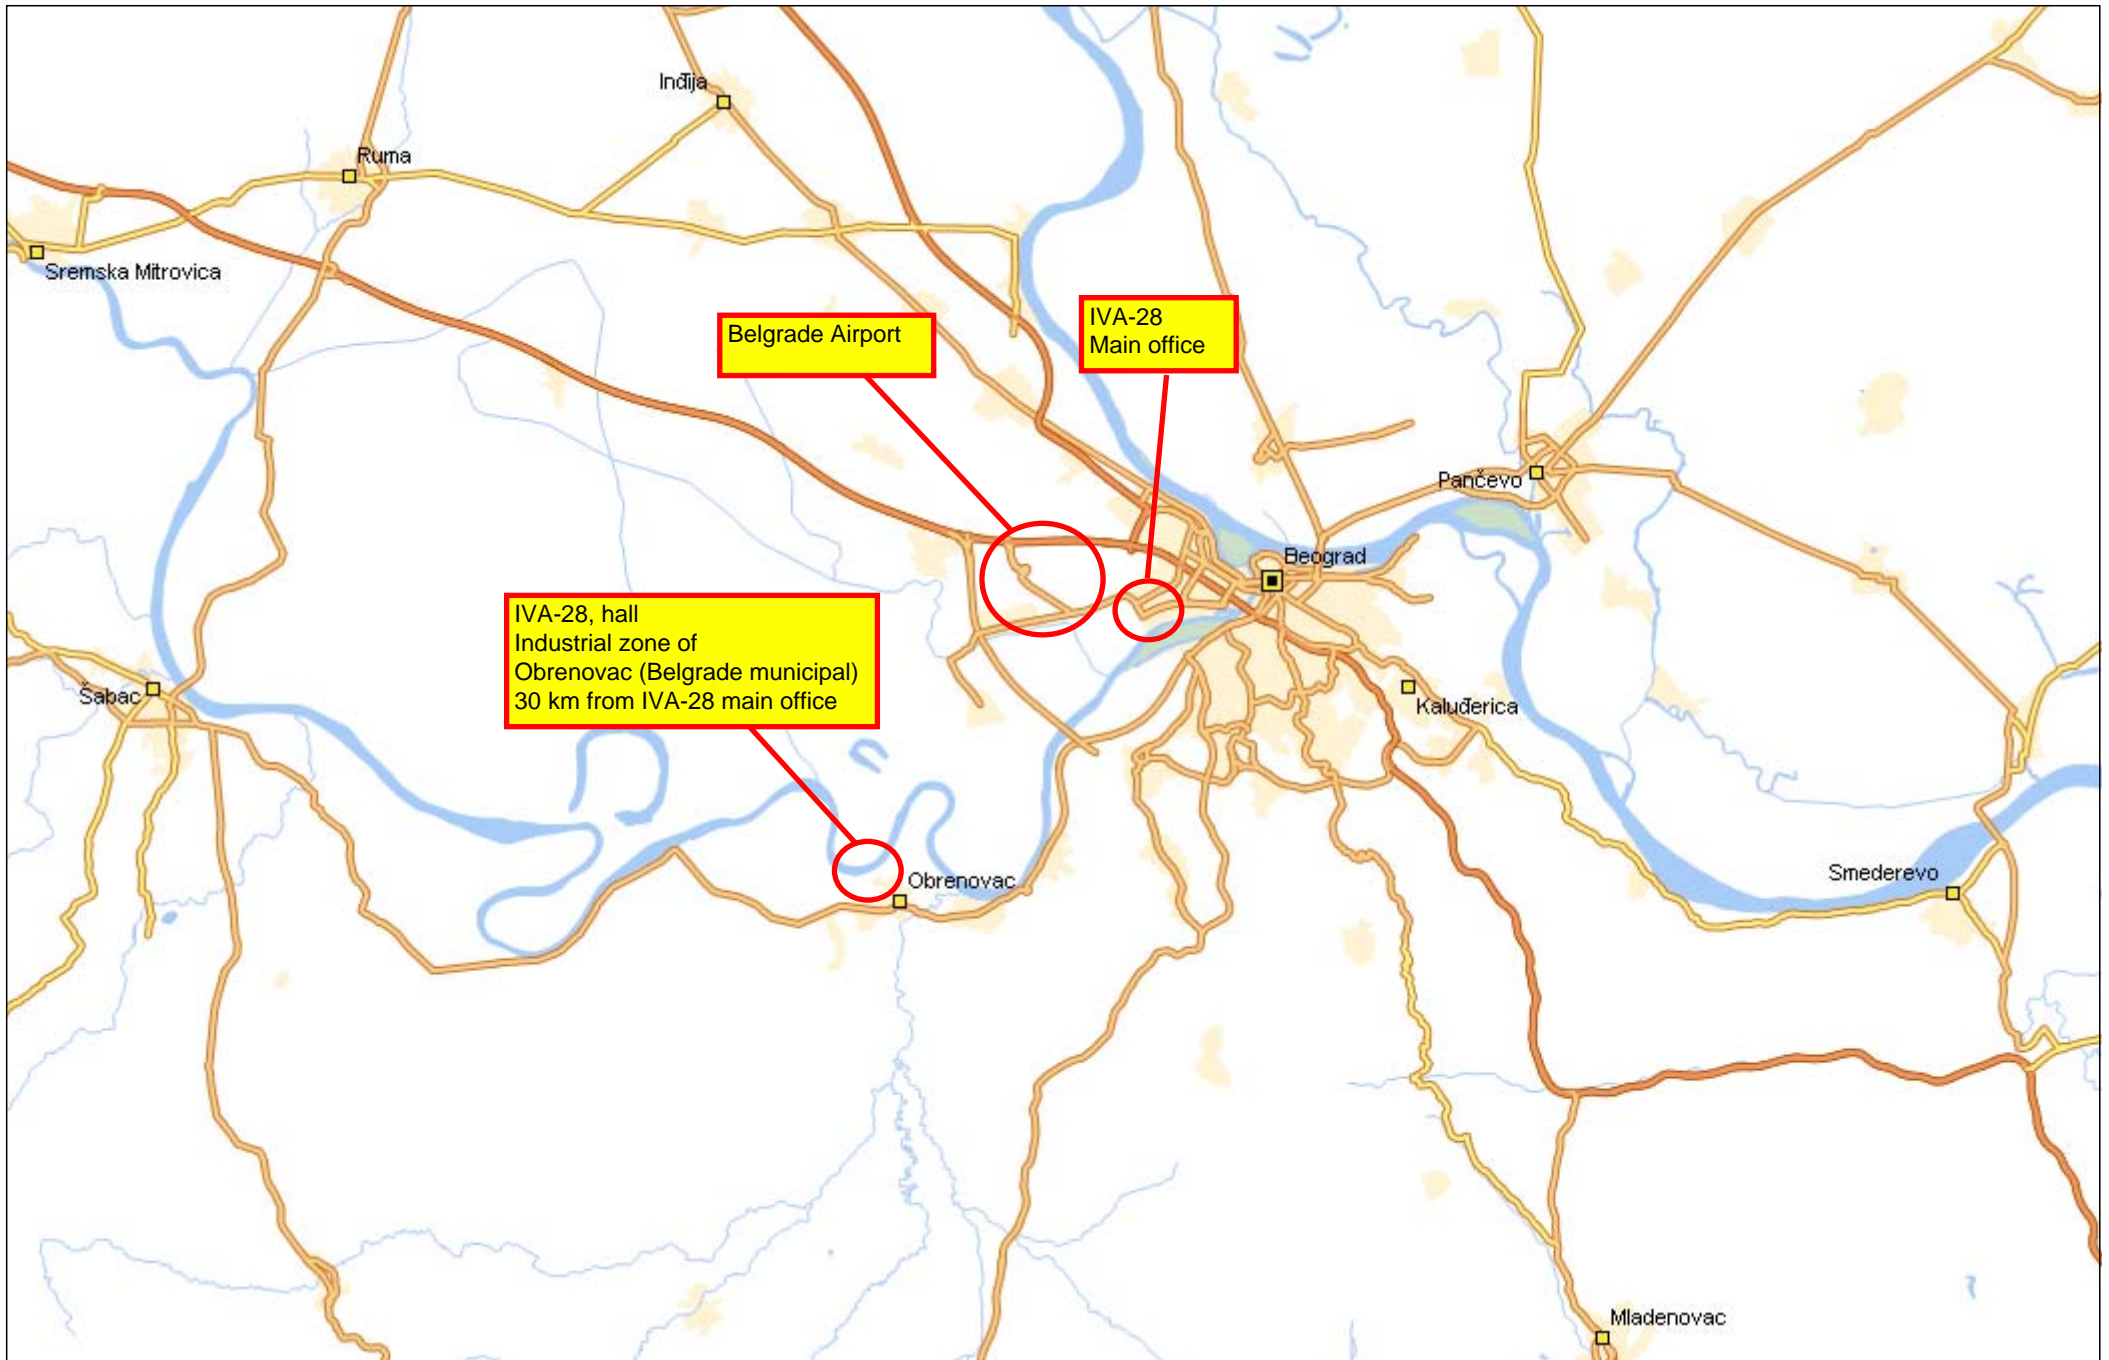 Inđija
Ruma
Sremska Mitrovica
Belgrade Airport
IVA-28
Main office
Pančevo
Beograd
IVA-28, hall
Industrial zone of
Obrenovac (Belgrade municipal)
30 km from IVA-28 main office
Šabac
Kaluđerica
Obrenovac
Smederevo
Mladenovac